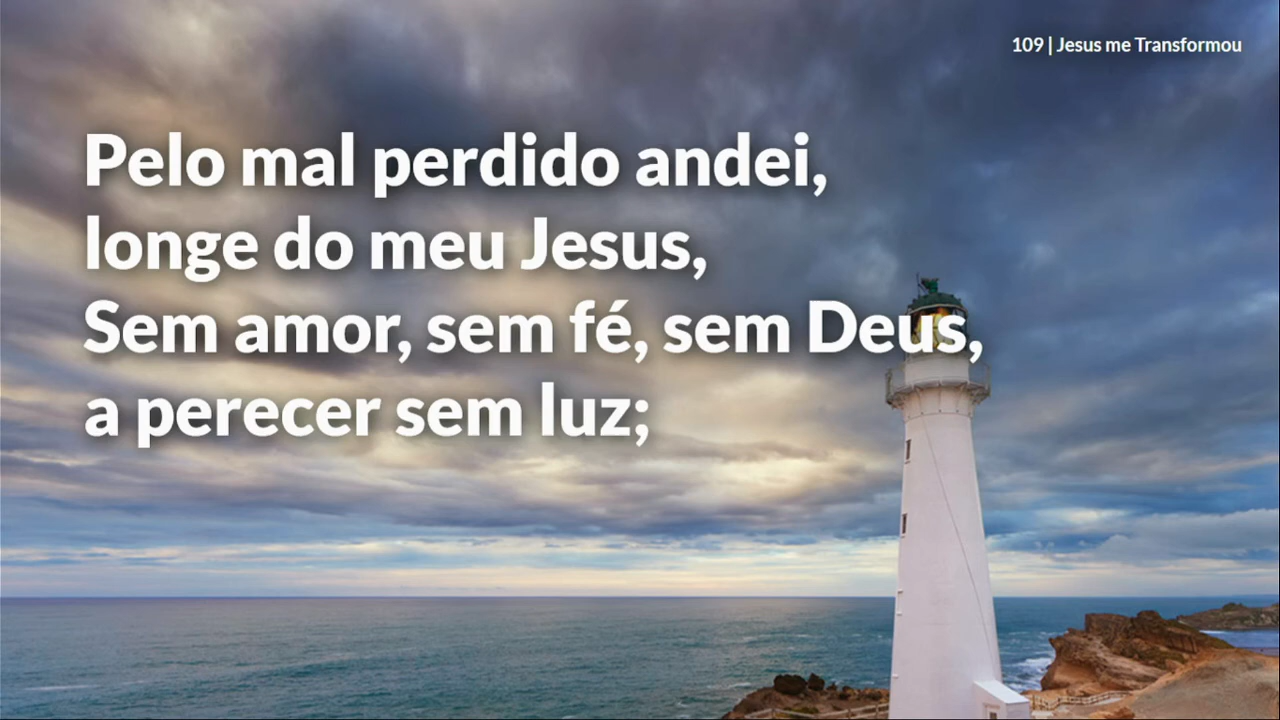 109 | Jesus me Transformou
Pelo mal perdido andei,
longe do meu Jesus,
Sem amor, sem fé, sem Deus,
a perecer sem luz;